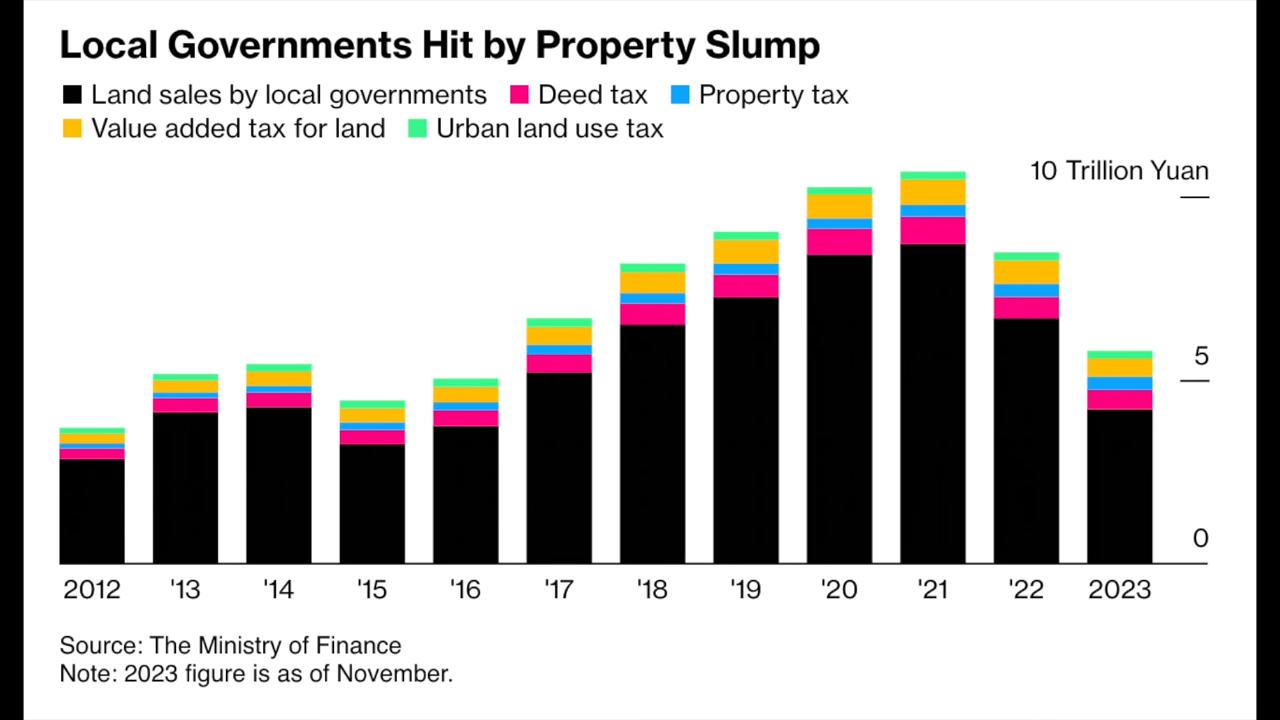 Local Governments Hit by Property Slump
Land sales by local governments Deed tax Property tax
Value added tax for land Urban land use tax
10 Trillion Yuan
5
0
2012 '13 '14 '15 '16 '17 '18 '19 '20 '21 '22 2023
Source: The Ministry of Finance
Note: 2023 figure is as of November.